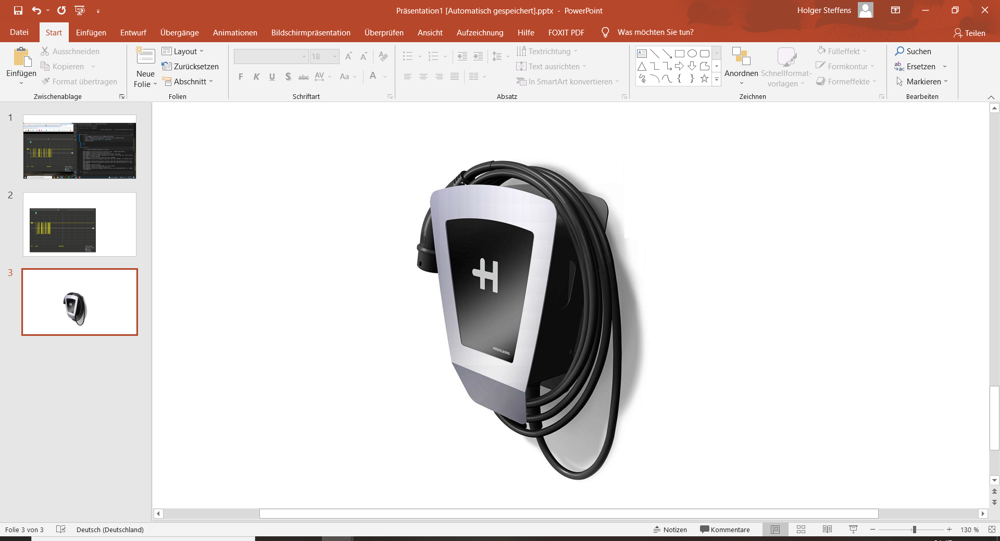 Präsentation1 [Automatisch gespeichert].pptx - PowerPoint
Holger Steffens
Datei Start Einfügen Entwurf Übergänge Animationen Bildschirmpräsentation Überprüfen Ansicht Aufzeichnung Hilfe FOXIT PDF Was möchten Sie tun? Teilen
Einfügen
Ausschneiden
Kopieren
Format übertragen
Zwischenablage
Neue
Folie
Layout
Zurücksetzen
Abschnitt
Folien
18
F K U S abc AV Aa A
Schriftart
Textrichtung
Text ausrichten
In SmartArt konvertieren
Absatz
Anordnen
Schnellformat-
vorlagen
Fülleffekt
Formkontur
Formeffekte
Zeichnen
Suchen
Ersetzen
Markieren
Bearbeiten
1
2
3
H
HEIDELBERG
Folie 3 von 3
Deutsch (Deutschland)
Notizen
Kommentare
130 %